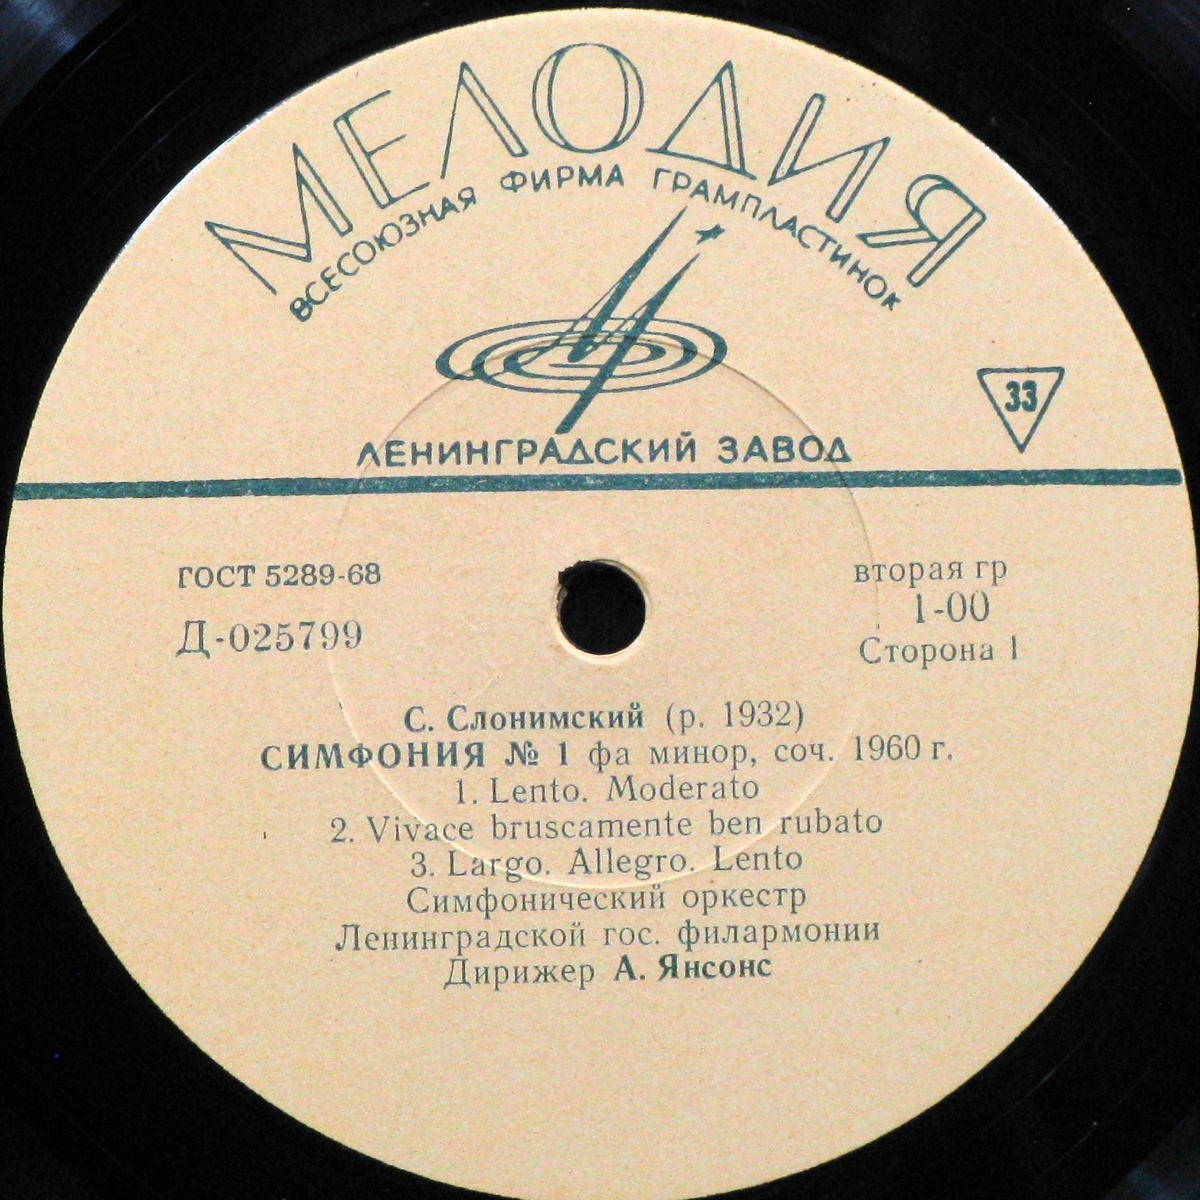 МЕЛОДИЯ
ВСЕСОЮЗНАЯ ФИРМА ГРАМПЛАСТИНОК
33
ЛЕНИНГРАДСКИЙ ЗАВОД
ГОСТ 5289-68
Д-025799
вторая гр
1-00
Сторона 1
С. Слонимский (р. 1932)
СИМФОНИЯ № 1 фа минор, соч. 1960 г.
1. Lento. Moderato
2. Vivace bruscamente ben rubato
3. Largo. Allegro. Lento
Симфонический оркестр
Ленинградской гос. филармонии
Дирижер А. Янсонс